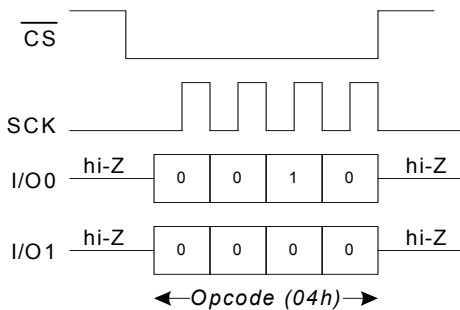 CS
SCK
I/O0 hi-Z 0 0 1 0 hi-Z
I/O1 hi-Z 0 0 0 0 hi-Z
Opcode (04h)